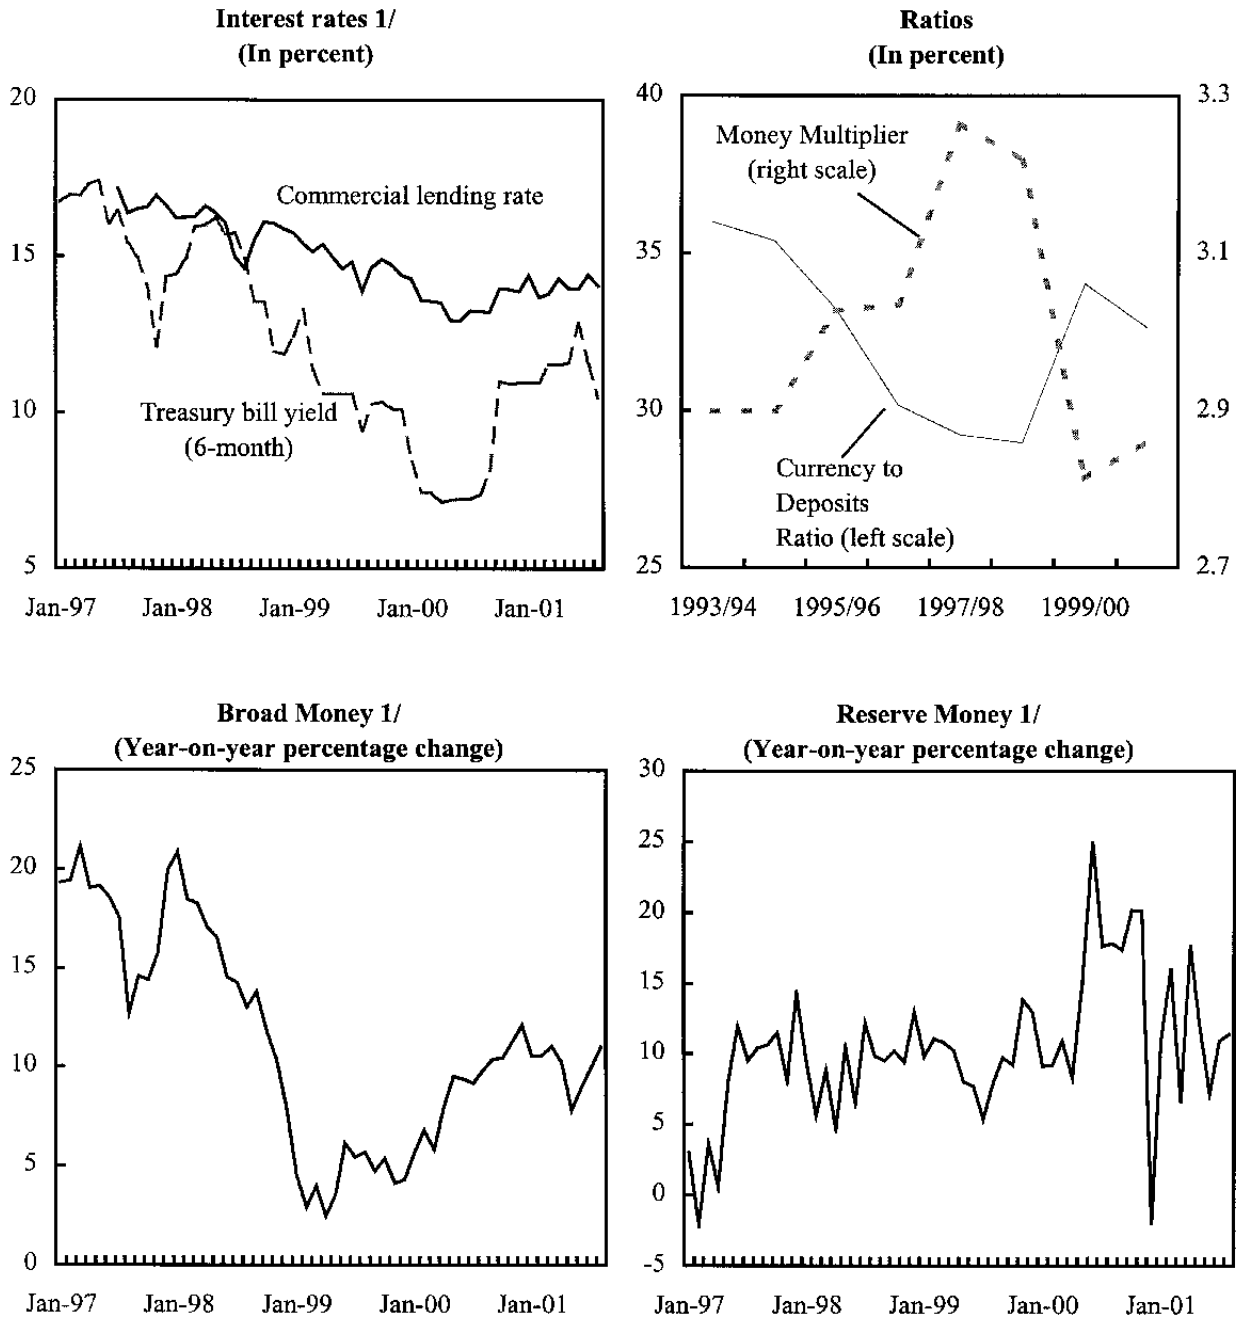 Interest rates 1/
(In percent)
20
15
10
5
Commercial lending rate
Treasury bill yield
(6-month)
Jan-97 Jan-98 Jan-99 Jan-00 Jan-01
Ratios
(In percent)
40
35
30
25
3.3
3.1
2.9
2.7
Money Multiplier
(right scale)
Currency to
Deposits
Ratio (left scale)
1993/94 1995/96 1997/98 1999/00
Broad Money 1/
(Year-on-year percentage change)
25
20
15
10
5
0
Jan-97 Jan-98 Jan-99 Jan-00 Jan-01
Reserve Money 1/
(Year-on-year percentage change)
30
25
20
15
10
5
0
-5
Jan-97 Jan-98 Jan-99 Jan-00 Jan-01